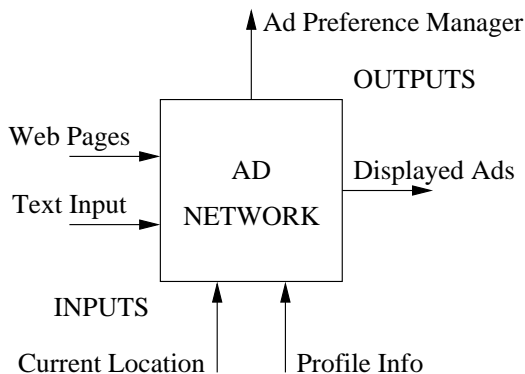 Ad Preference Manager
OUTPUTS
Web Pages
AD
NETWORK
Displayed Ads
Text Input
INPUTS
Current Location
Profile Info